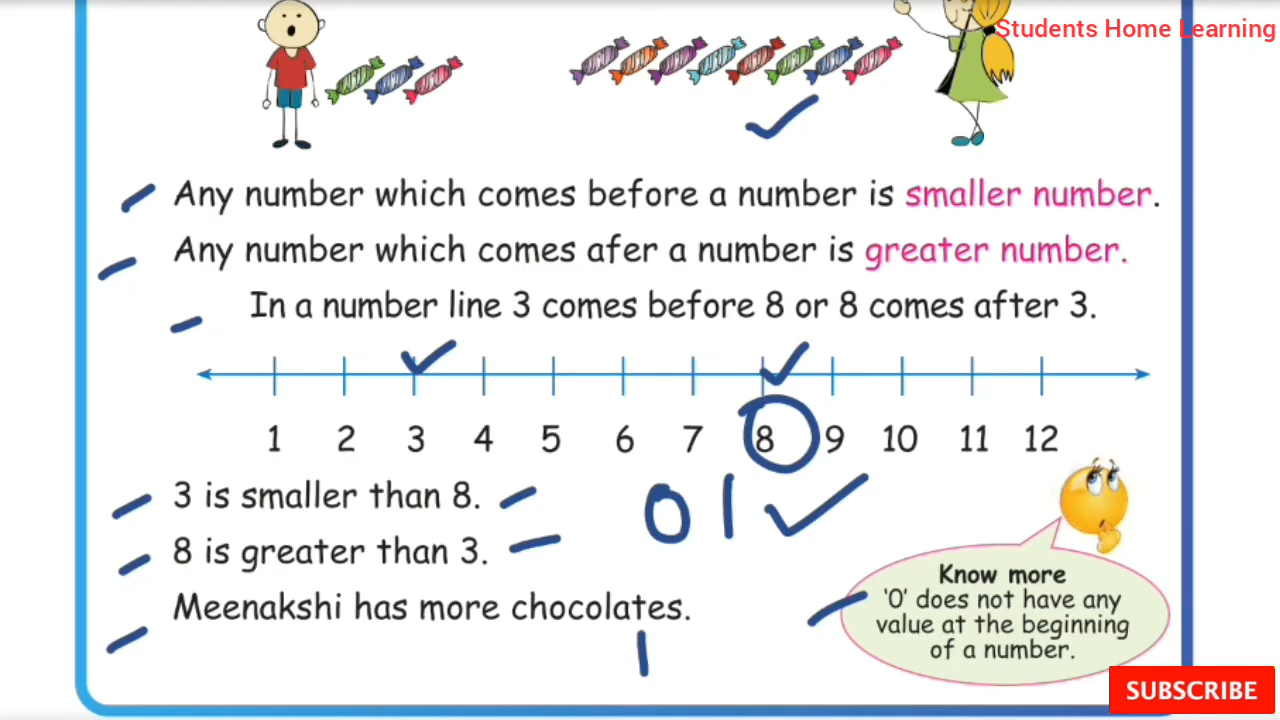 Students Home Learning
Any number which comes before a number is smaller number.
Any number which comes afer a number is greater number.
In a number line 3 comes before 8 or 8 comes after 3.
1 2 3 4 5 6 7 8 9 10 11 12
3 is smaller than 8.
8 is greater than 3.
01
Meenakshi has more chocolates.
1
Know more
'0' does not have any
value at the beginning
of a number.
SUBSCRIBE